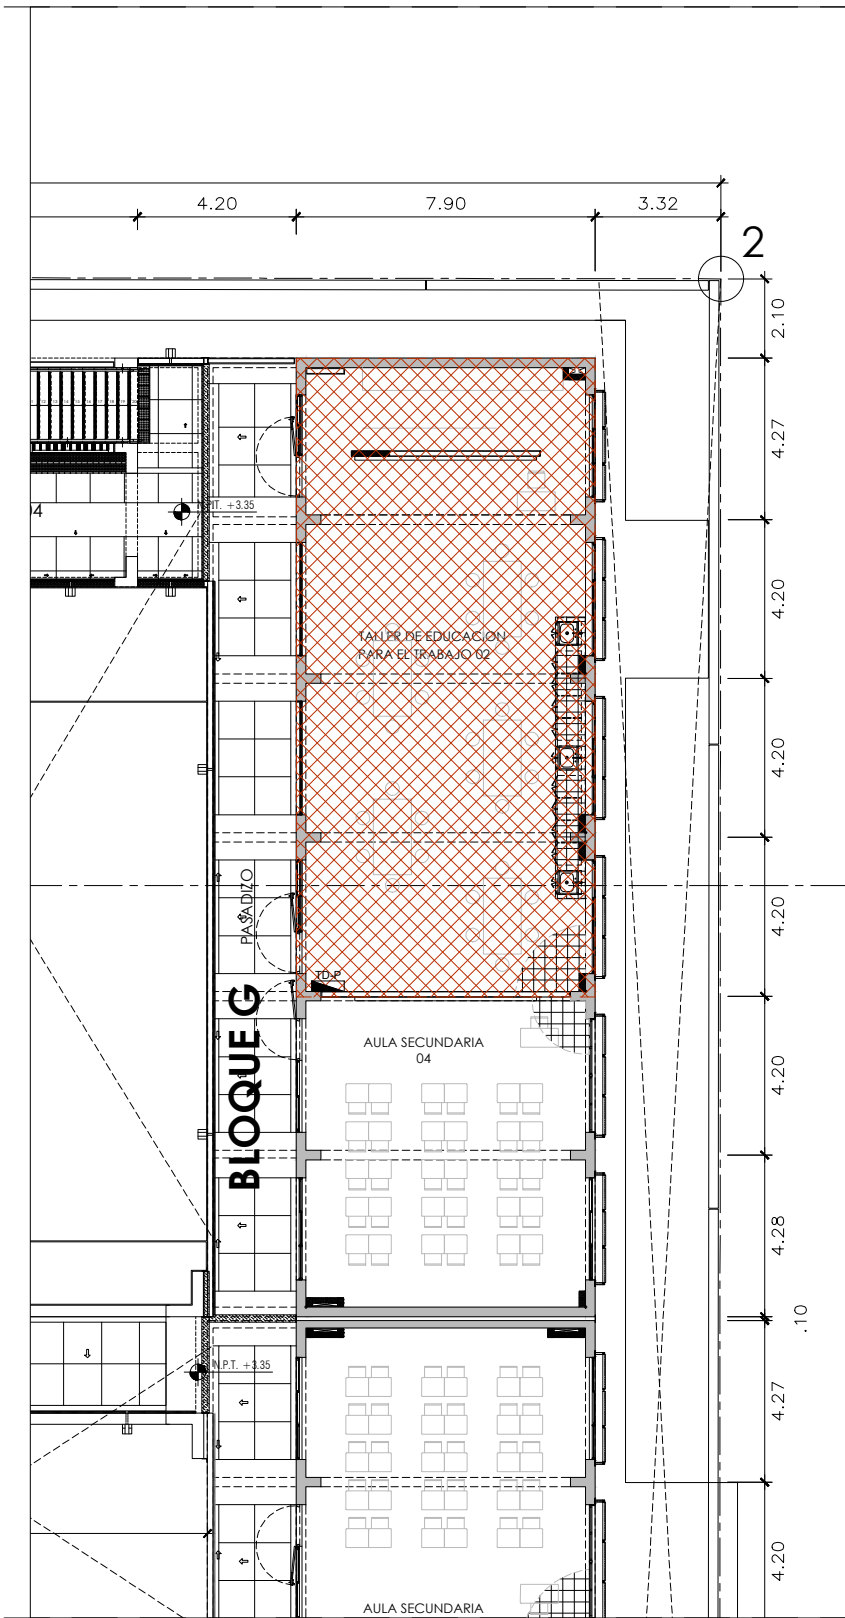 4.20
7.90
3.32
2
2.10
4.27
04
N.P.T. +3.35
4.20
TALLER DE EDUCACION
PARA EL TRABAJO 02
4.20
4.20
PASADIZO
TD-P
BLOQUE G
AULA SECUNDARIA
04
4.20
4.28
.10
N.P.T. +3.35
4.27
4.20
AULA SECUNDARIA